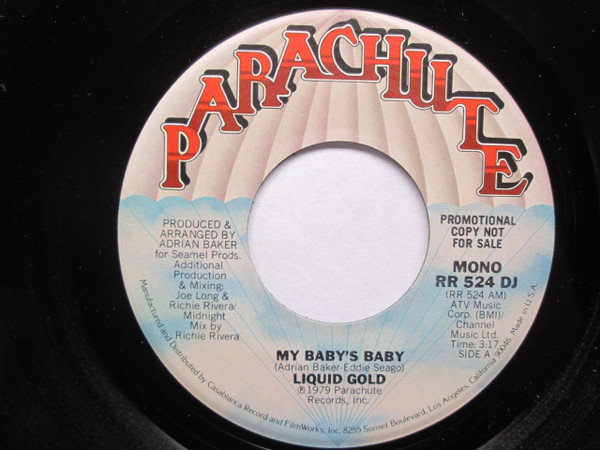 PARACHUTE
PRODUCED &
ARRANGED BY
ADRIAN BAKER
for Seamel Prods.
Additional
Production
& Mixing:
Joe Long &
Richie Rivera/
Midnight
Mix by
Richie Rivera
PROMOTIONAL
COPY NOT
FOR SALE
MONO
RR 524 DJ
(RR 524 AM)
ATV Music
Corp. (BMI)/
Channel
Music Ltd.
Time: 3:17
SIDE A
MY BABY'S BABY
(Adrian Baker-Eddie Seago)
LIQUID GOLD
℗1979 Parachute
Records, Inc.
Manufactured and Distributed by Casablanca Record and FilmWorks, Inc. 8255 Sunset Boulevard, Los Angeles, California 90046 Made in U.S.A.